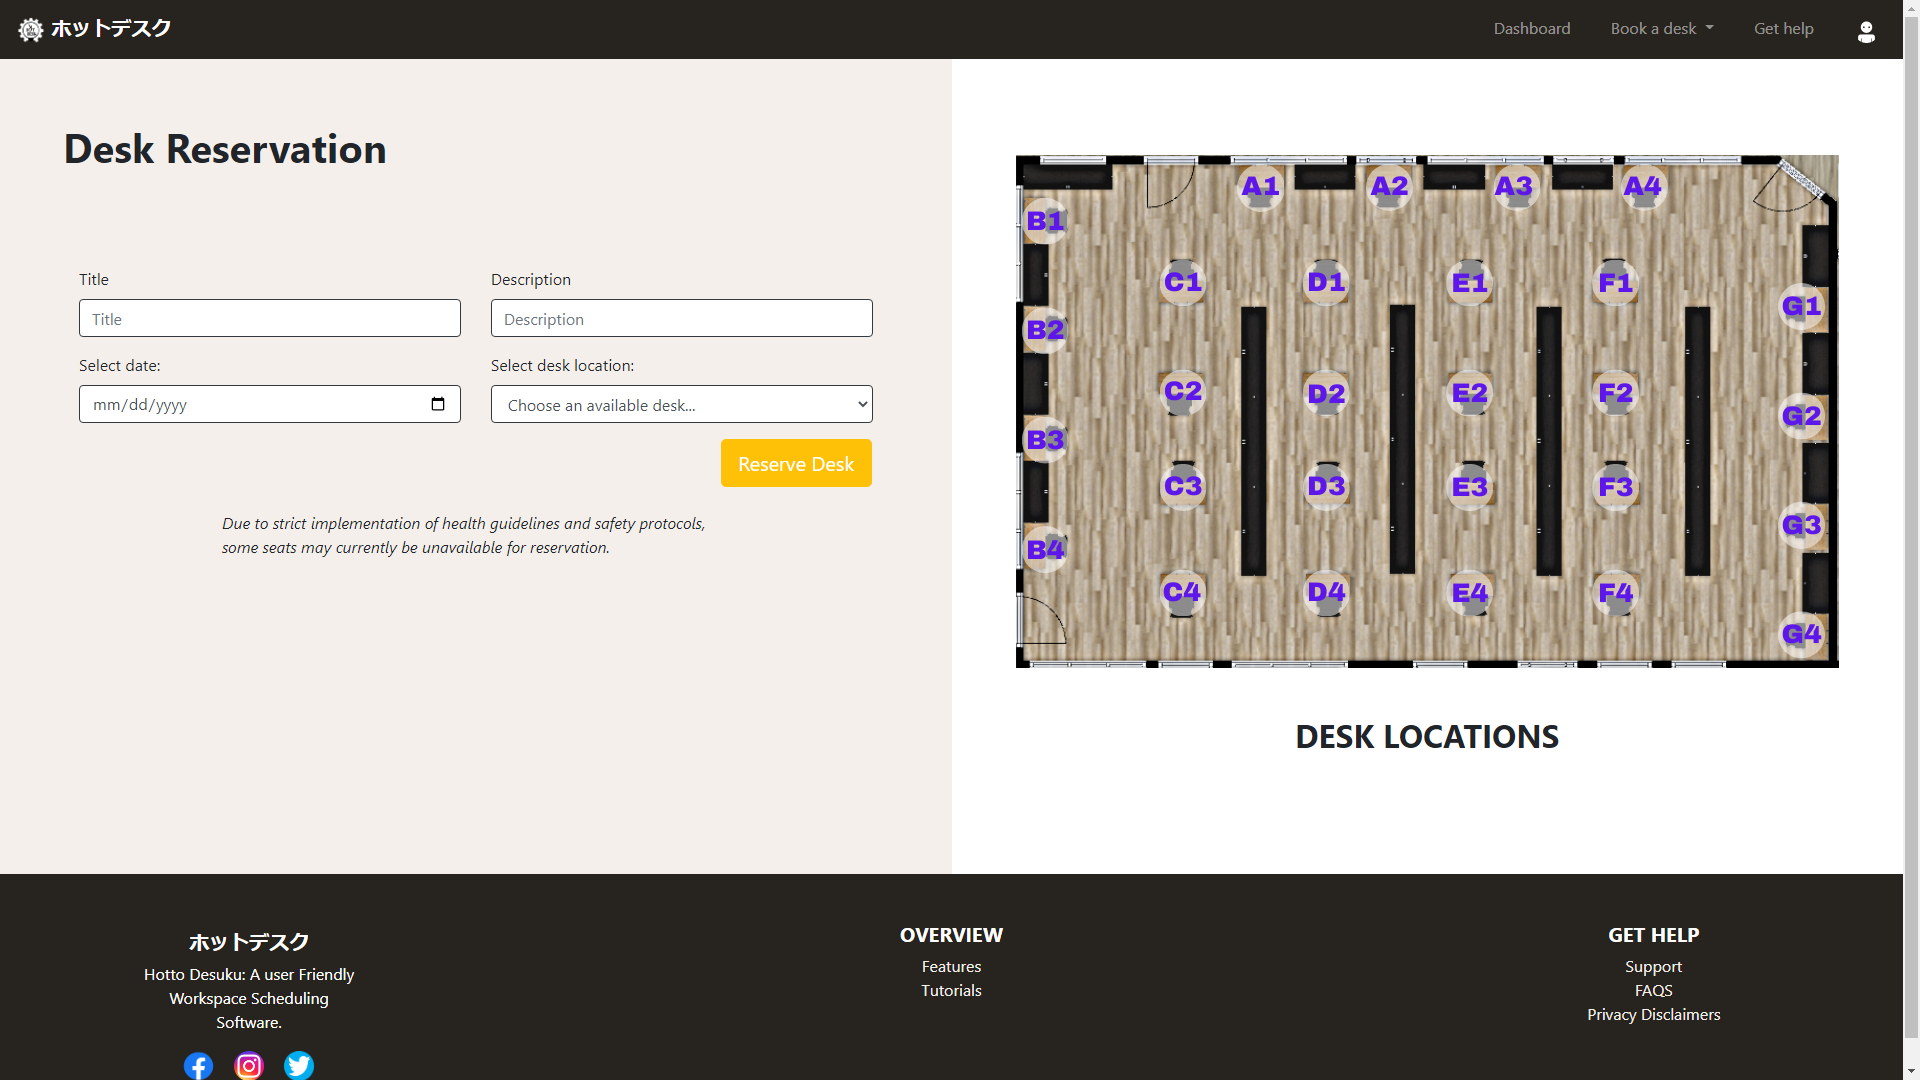 ホットデスク
Dashboard
Book a desk
Get help
Desk Reservation
Title
Description
Title
Description
Select date:
Select desk location:
mm/dd/yyyy
Choose an available desk...
Reserve Desk
Due to strict implementation of health guidelines and safety protocols,
some seats may currently be unavailable for reservation.
A1 A2 A3 A4
B1
C1 D1 E1 F1
G1
B2
C2 D2 E2 F2
G2
B3
C3 D3 E3 F3
G3
B4
C4 D4 E4 F4
G4
DESK LOCATIONS
ホットデスク
Hotto Desuku: A user Friendly
Workspace Scheduling
Software.
OVERVIEW
Features
Tutorials
GET HELP
Support
FAQS
Privacy Disclaimers